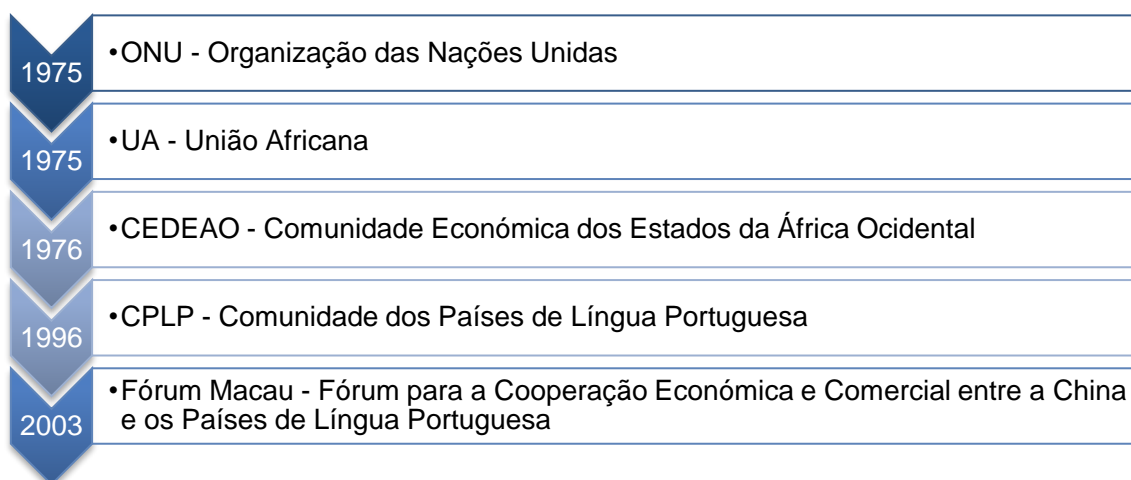 1975
•ONU - Organização das Nações Unidas
1975
•UA - União Africana
1976
•CEDEAO - Comunidade Económica dos Estados da África Ocidental
1996
•CPLP - Comunidade dos Países de Língua Portuguesa
2003
•Fórum Macau - Fórum para a Cooperação Económica e Comercial entre a China
e os Países de Língua Portuguesa